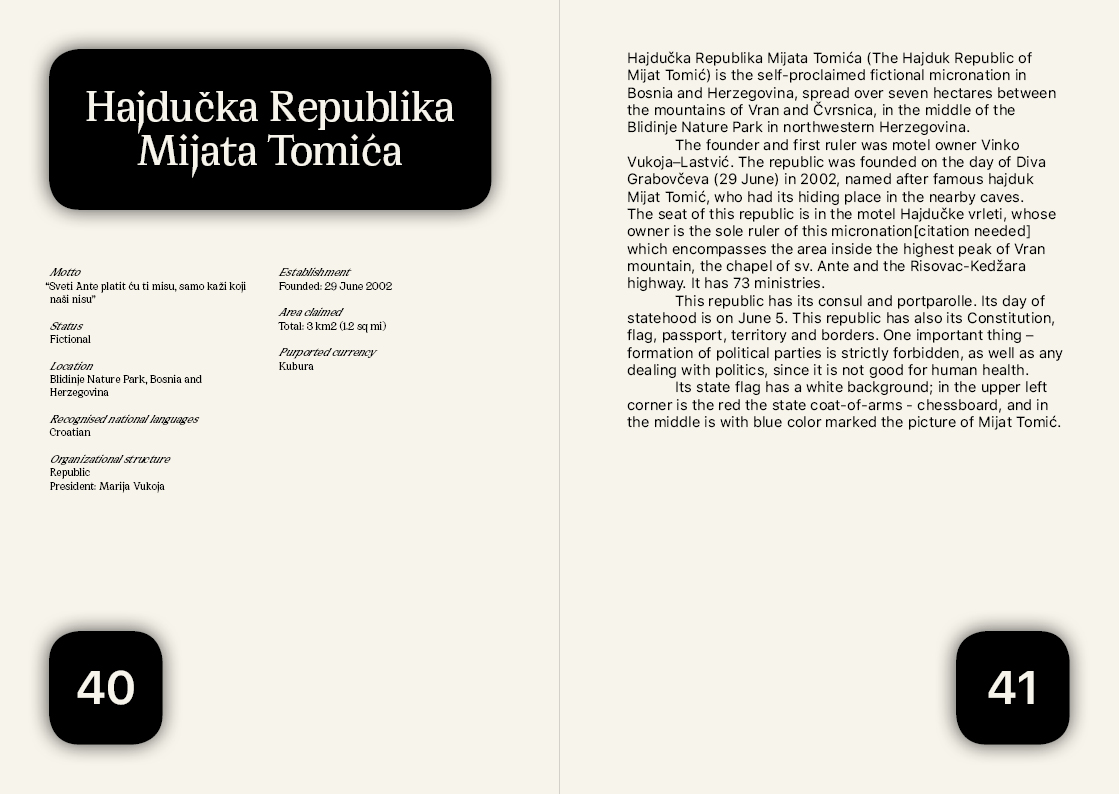 Hajdučka Republika
Mijata Tomića
Motto
“Sveti Ante platit ću ti misu, samo kaži koji
naši nisu”
Status
Fictional
Location
Blidinje Nature Park, Bosnia and
Herzegovina
Recognised national languages
Croatian
Organizational structure
Republic
President: Marija Vukoja
Establishment
Founded: 29 June 2002
Area claimed
Total: 3 km2 (1.2 sq mi)
Purported currency
Kubura
40
Hajdučka Republika Mijata Tomića (The Hajduk Republic of
Mijat Tomić) is the self-proclaimed fictional micronation in
Bosnia and Herzegovina, spread over seven hectares between
the mountains of Vran and Čvrsnica, in the middle of the
Blidinje Nature Park in northwestern Herzegovina.
The founder and first ruler was motel owner Vinko
Vukoja–Lastvić. The republic was founded on the day of Diva
Grabovčeva (29 June) in 2002, named after famous hajduk
Mijat Tomić, who had its hiding place in the nearby caves.
The seat of this republic is in the motel Hajdučke vrleti, whose
owner is the sole ruler of this micronation[citation needed]
which encompasses the area inside the highest peak of Vran
mountain, the chapel of sv. Ante and the Risovac-Kedžara
highway. It has 73 ministries.
This republic has its consul and portparolle. Its day of
statehood is on June 5. This republic has also its Constitution,
flag, passport, territory and borders. One important thing –
formation of political parties is strictly forbidden, as well as any
dealing with politics, since it is not good for human health.
Its state flag has a white background; in the upper left
corner is the red the state coat-of-arms - chessboard, and in
the middle is with blue color marked the picture of Mijat Tomić.
41